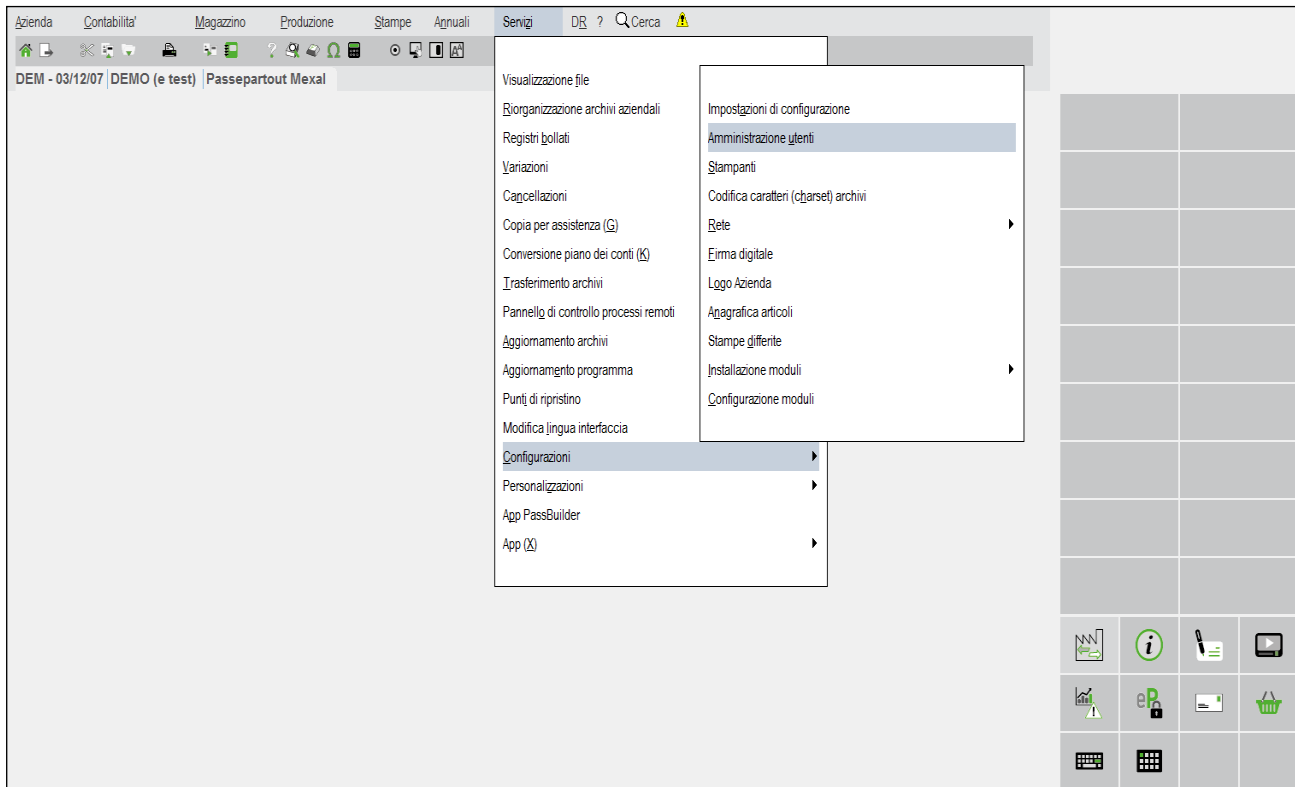 Azienda Contabilita' Magazzino Produzione Stampe Annuali Servizi DR ? Cerca
DEM - 03/12/07 DEMO (e test) Passepartout Mexal
Visualizzazione file
Riorganizzazione archivi aziendali
Registri bollati
Variazioni
Cancellazioni
Copia per assistenza (G)
Conversione piano dei conti (K)
Trasferimento archivi
Pannello di controllo processi remoti
Aggiornamento archivi
Aggiornamento programma
Punti di ripristino
Modifica lingua interfaccia
Configurazioni
Personalizzazioni
App PassBuilder
App (X)
Impostazioni di configurazione
Amministrazione utenti
Stampanti
Codifica caratteri (charset) archivi
Rete
Firma digitale
Logo Azienda
Anagrafica articoli
Stampe differite
Installazione moduli
Configurazione moduli